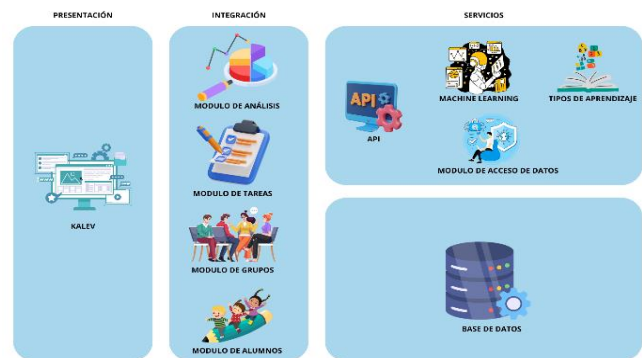 PRESENTACIÓN
INTEGRACIÓN
SERVICIOS
KALEV
MODULO DE ANÁLISIS
MODULO DE TAREAS
MODULO DE GRUPOS
MODULO DE ALUMNOS
API
API
MACHINE LEARNING
TIPOS DE APRENDIZAJE
MODULO DE ACCESO DE DATOS
BASE DE DATOS